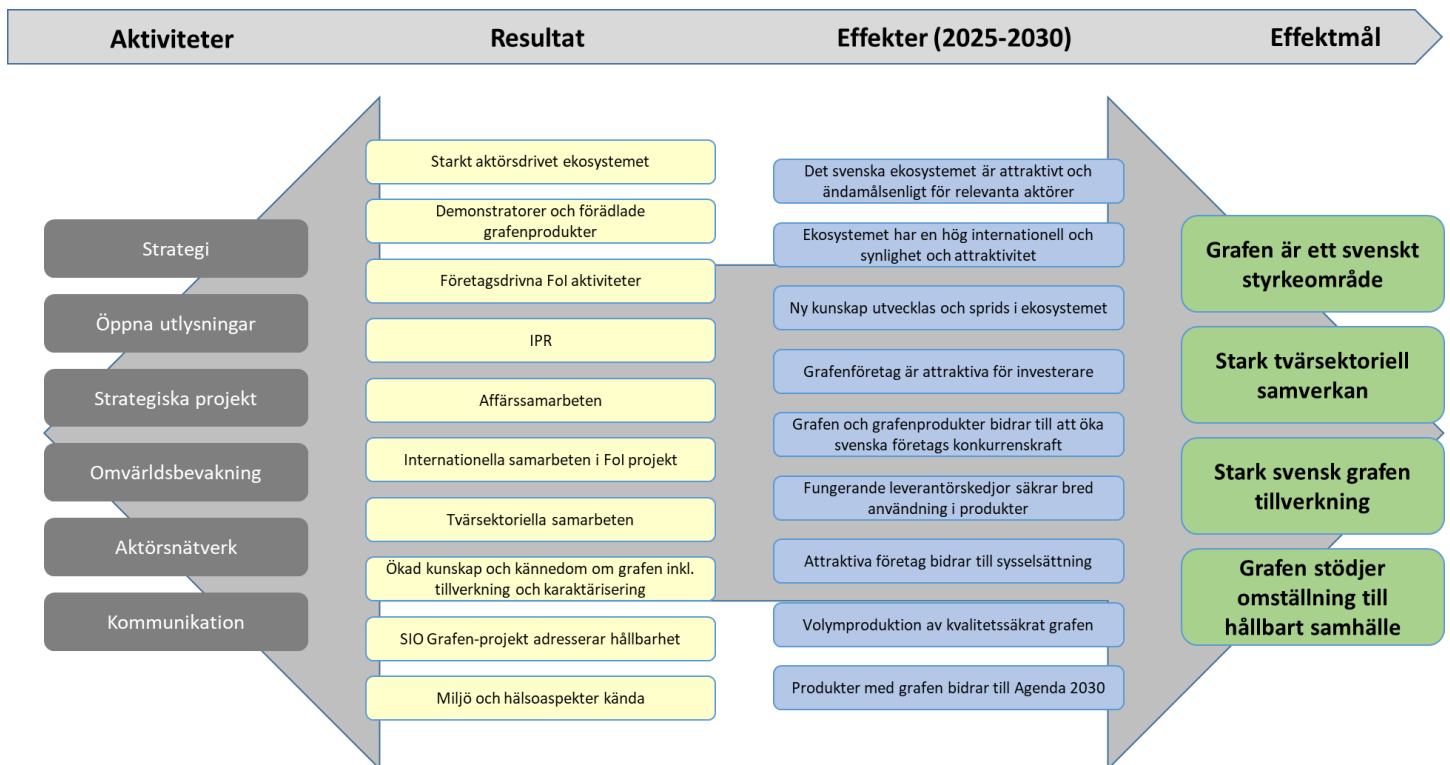 Aktiviteter
Resultat
Effekter (2025-2030)
Effektmål
Strategi
Öppna utlysningar
Strategiska projekt
Omvärldsbevakning
Aktörsnätverk
Kommunikation
Starkt aktörsdrivet ekosystemet
Demonstratorer och förädlade
grafenprodukter
Företagsdrivna FoI aktiviteter
IPR
Affärssamarbeten
Internationella samarbeten i FoI projekt
Tvärsektoriella samarbeten
Ökad kunskap och kännedom om grafen inkl.
tillverkning och karaktärisering
SIO Grafen-projekt adresserar hållbarhet
Miljö och hälsoaspekter kända
Det svenska ekosystemet är attraktivt och
ändamålsenligt för relevanta aktörer
Ekosystemet har en hög internationell och
synlighet och attraktivitet
Ny kunskap utvecklas och sprids i ekosystemet
Grafenföretag är attraktiva för investerare
Grafen och grafenprodukter bidrar till att öka
svenska företags konkurrenskraft
Fungerande leverantörskedjor säkrar bred
användning i produkter
Attraktiva företag bidrar till sysselsättning
Volymproduktion av kvalitetssäkrat grafen
Produkter med grafen bidrar till Agenda 2030
Grafen är ett svenskt
styrkeområde
Stark tvärsektoriell
samverkan
Stark svensk grafen
tillverkning
Grafen stödjer
omställning till
hållbart samhälle